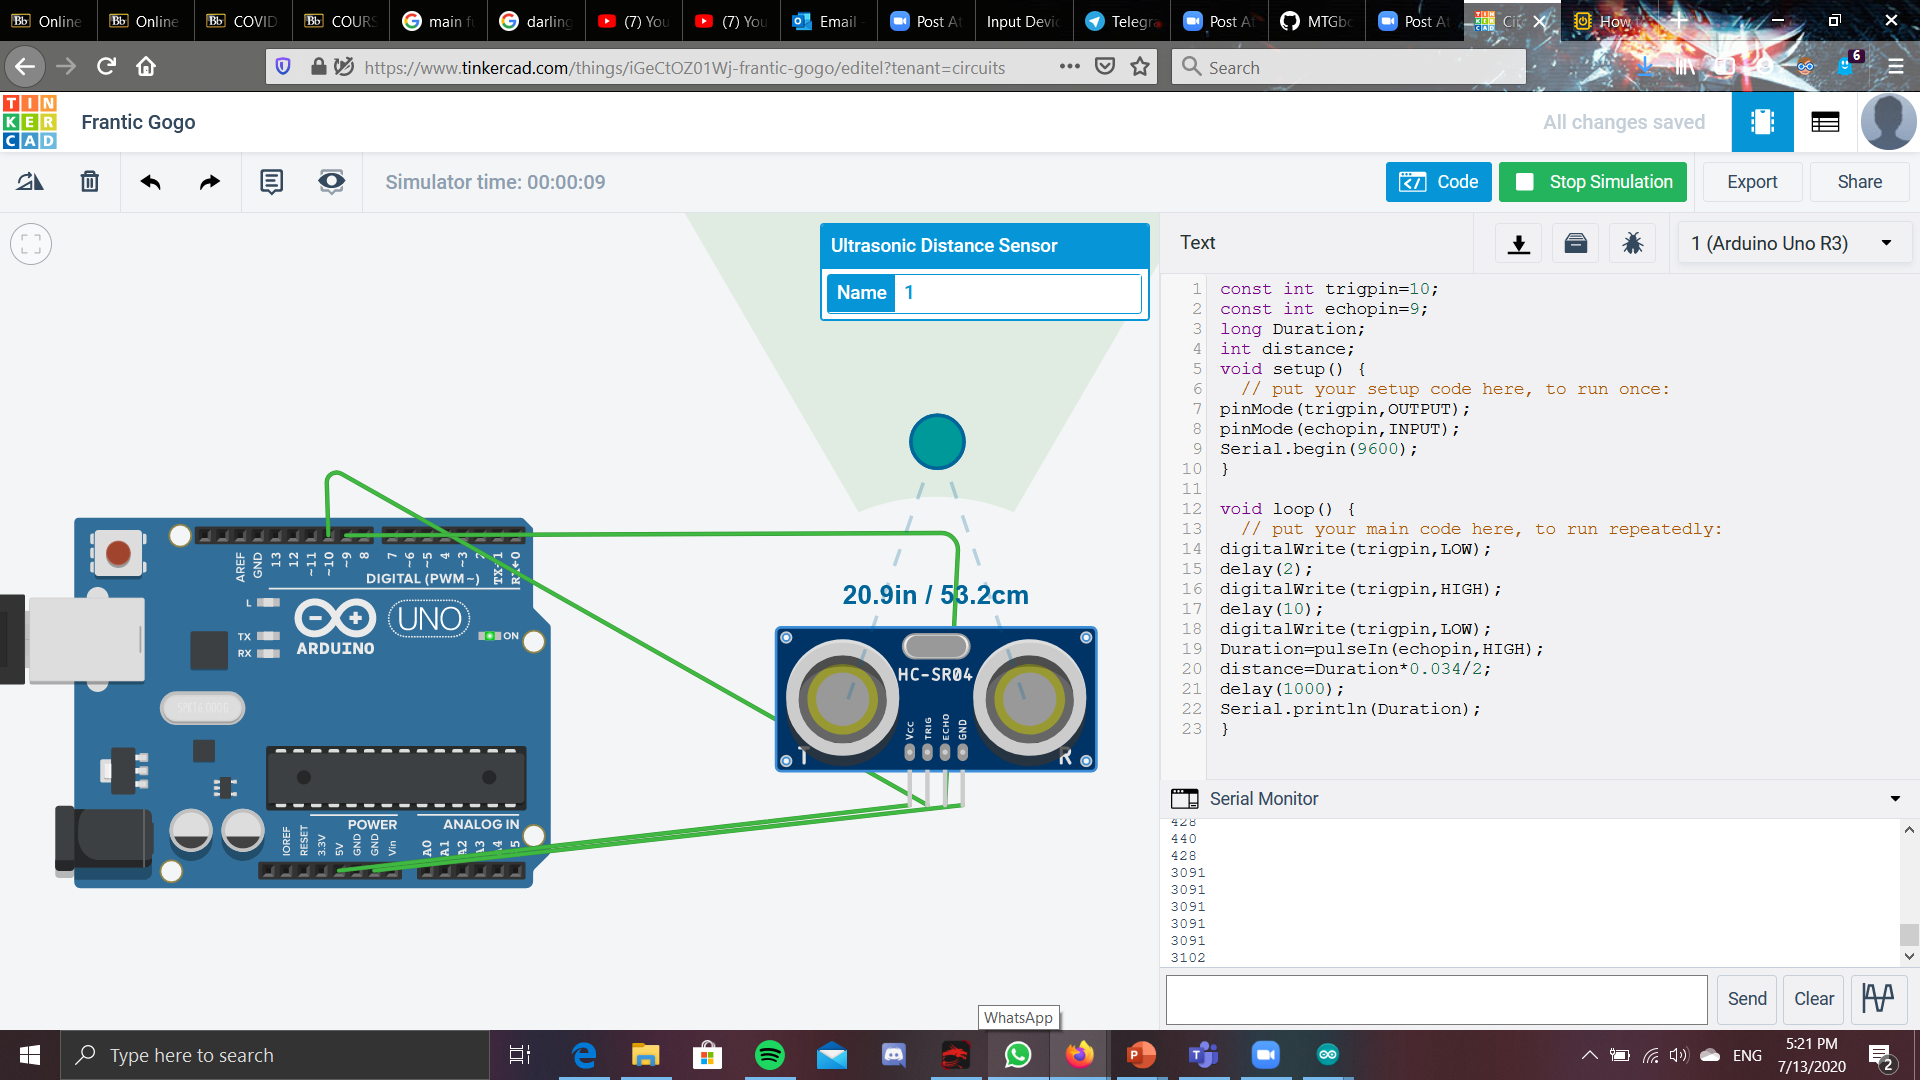 Online
Online
COVID
COURS
main fu
darling
(7) You
(7) You
Email
Post At
Input Devic
Telegra
Post At
MTGbo
Post At
Cir
How
https://www.tinkercad.com/things/iGeCtOZ01Wj-frantic-gogo/editel?tenant=circuits
Search
6
TIN
KER
CAD
Frantic Gogo
All changes saved
Simulator time: 00:00:09
Code
Stop Simulation
Export
Share
Ultrasonic Distance Sensor
Name 1
Text
1 (Arduino Uno R3)
1 const int trigpin=10;
2 const int echopin=9;
3 long Duration;
4 int distance;
5 void setup() {
6 // put your setup code here, to run once:
7 pinMode(trigpin,OUTPUT);
8 pinMode(echopin,INPUT);
9 Serial.begin(9600);
10 }
11
12 void loop() {
13 // put your main code here, to run repeatedly:
14 digitalWrite(trigpin,LOW);
15 delay(2);
16 digitalWrite(trigpin,HIGH);
17 delay(10);
18 digitalWrite(trigpin,LOW);
19 Duration=pulseIn(echopin,HIGH);
20 distance=Duration*0.034/2;
21 delay(1000);
22 Serial.println(Duration);
23 }
AREF GND 13 12 ~11 ~10 ~9 8 7 ~6 ~5 4 ~3 2 TX→1 RX←0
DIGITAL (PWM~)
L
TX
RX
UNO
ARDUINO
ON
20.9in / 53.2cm
HC-SR04
Vcc TRIG ECHO GND
T R
POWER ANALOG IN
IOREF RESET 3.3V 5V GND GND Vin A0 A1 A2 A3 A4 5
Serial Monitor
428
440
428
3091
3091
3091
3091
3091
3102
Send
Clear
WhatsApp
Type here to search
ENG
5:21 PM
7/13/2020
2